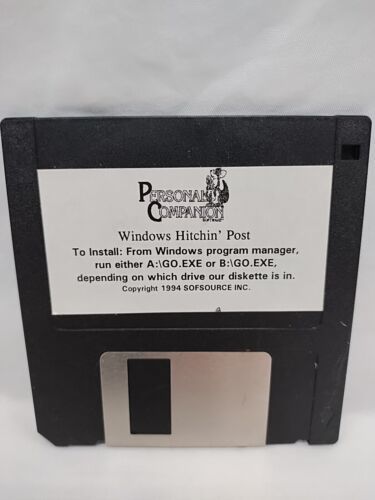 PERSONAL
COMPANION
SOFTWARE
Windows Hitchin' Post
To Install: From Windows program manager,
run either A:\GO.EXE or B:\GO.EXE,
depending on which drive our diskette is in.
Copyright 1994 SOFSOURCE INC.